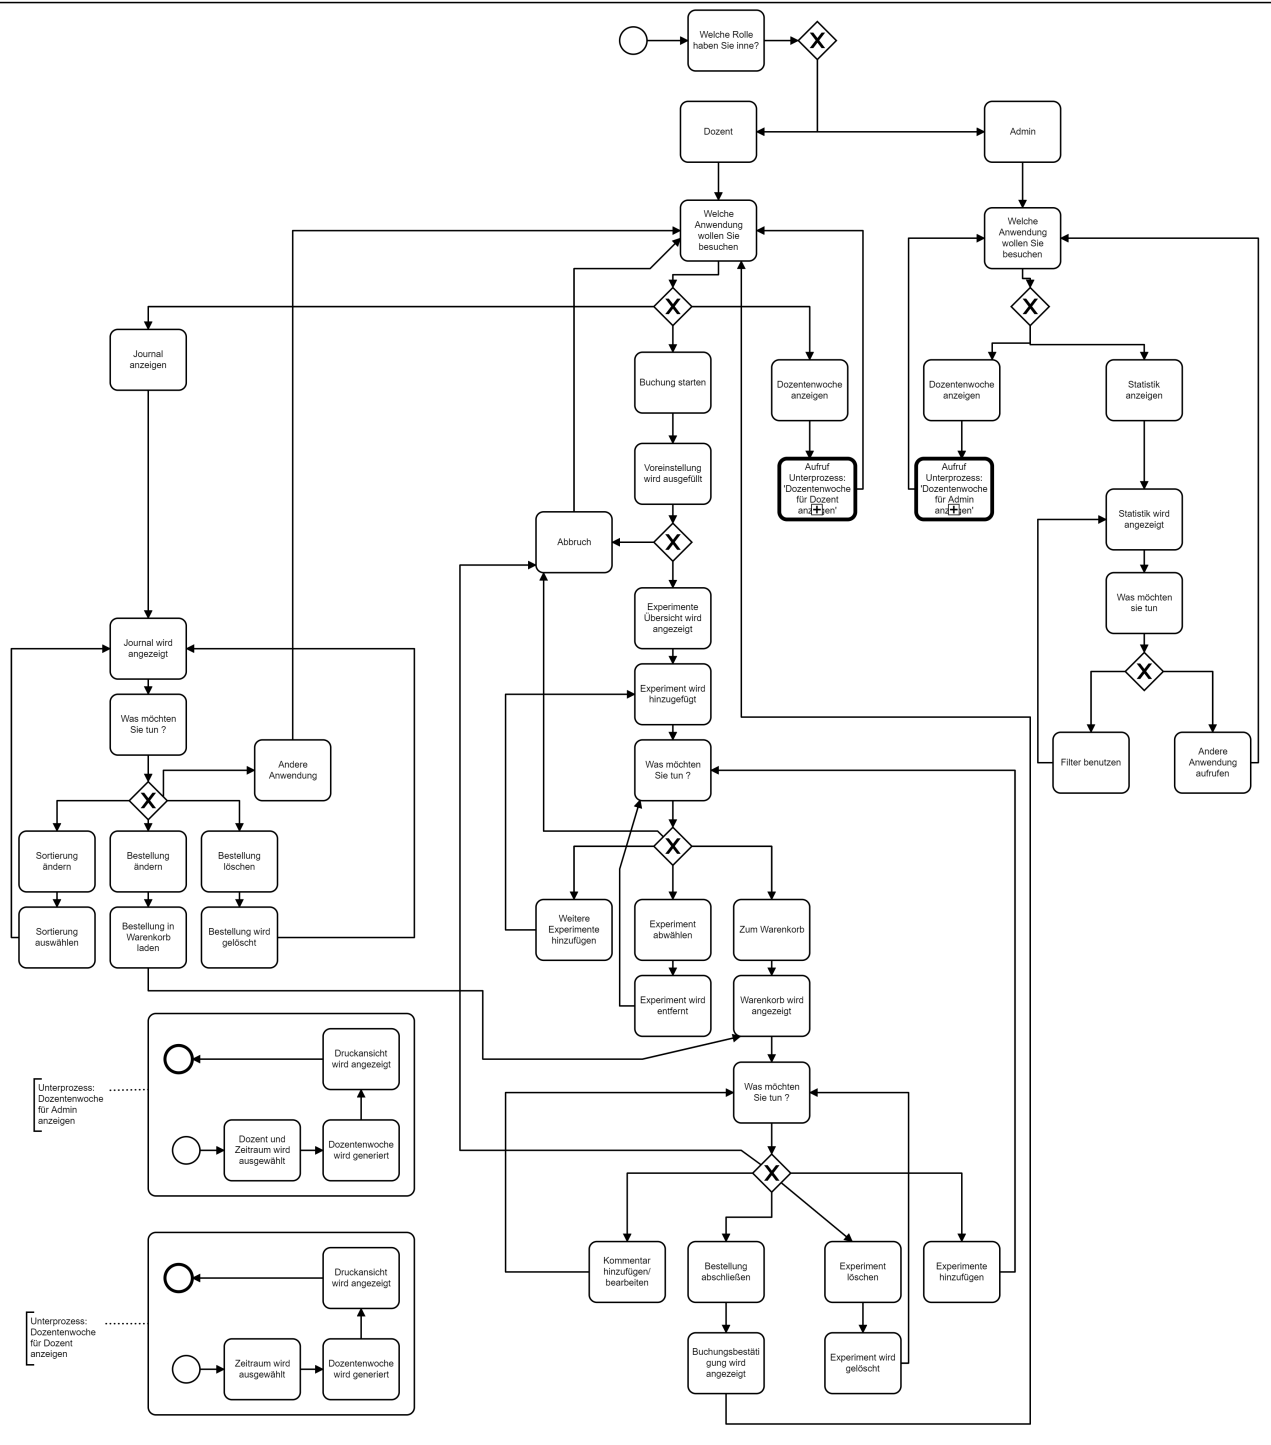 Welche Rolle
haben Sie inne?
Dozent
Admin
Welche
Anwendung
wollen Sie
besuchen
Welche
Anwendung
wollen Sie
besuchen
Journal
anzeigen
Buchung starten
Dozentenwoche
anzeigen
Dozentenwoche
anzeigen
Statistik
anzeigen
Voreinstellung
wird ausgefüllt
Aufruf
Unterprozess:
'Dozentenwoche
für Dozent
anzeigen'
Aufruf
Unterprozess:
'Dozentenwoche
für Admin
anzeigen'
Statistik wird
angezeigt
Abbruch
Experimente
Übersicht wird
angezeigt
Was möchten
sie tun
Journal wird
angezeigt
Experiment wird
hinzugefügt
Was möchten
Sie tun ?
Andere
Anwendung
Was möchten
Sie tun ?
Filter benutzen
Andere
Anwendung
aufrufen
Sortierung
ändern
Bestellung
ändern
Bestellung
löschen
Sortierung
auswählen
Bestellung in
Warenkorb
laden
Bestellung wird
gelöscht
Weitere
Experimente
hinzufügen
Experiment
abwählen
Zum Warenkorb
Experiment wird
entfernt
Warenkorb wird
angezeigt
Druckansicht
wird angezeigt
Unterprozess:
Dozentenwoche
für Admin
anzeigen
Was möchten
Sie tun ?
Dozent und
Zeitraum wird
ausgewählt
Dozentenwoche
wird generiert
Kommentar
hinzufügen/
bearbeiten
Bestellung
abschließen
Experiment
löschen
Experimente
hinzufügen
Druckansicht
wird angezeigt
Unterprozess:
Dozentenwoche
für Dozent
anzeigen
Zeitraum wird
ausgewählt
Dozentenwoche
wird generiert
Buchungsbestäti
gung wird
angezeigt
Experiment wird
gelöscht